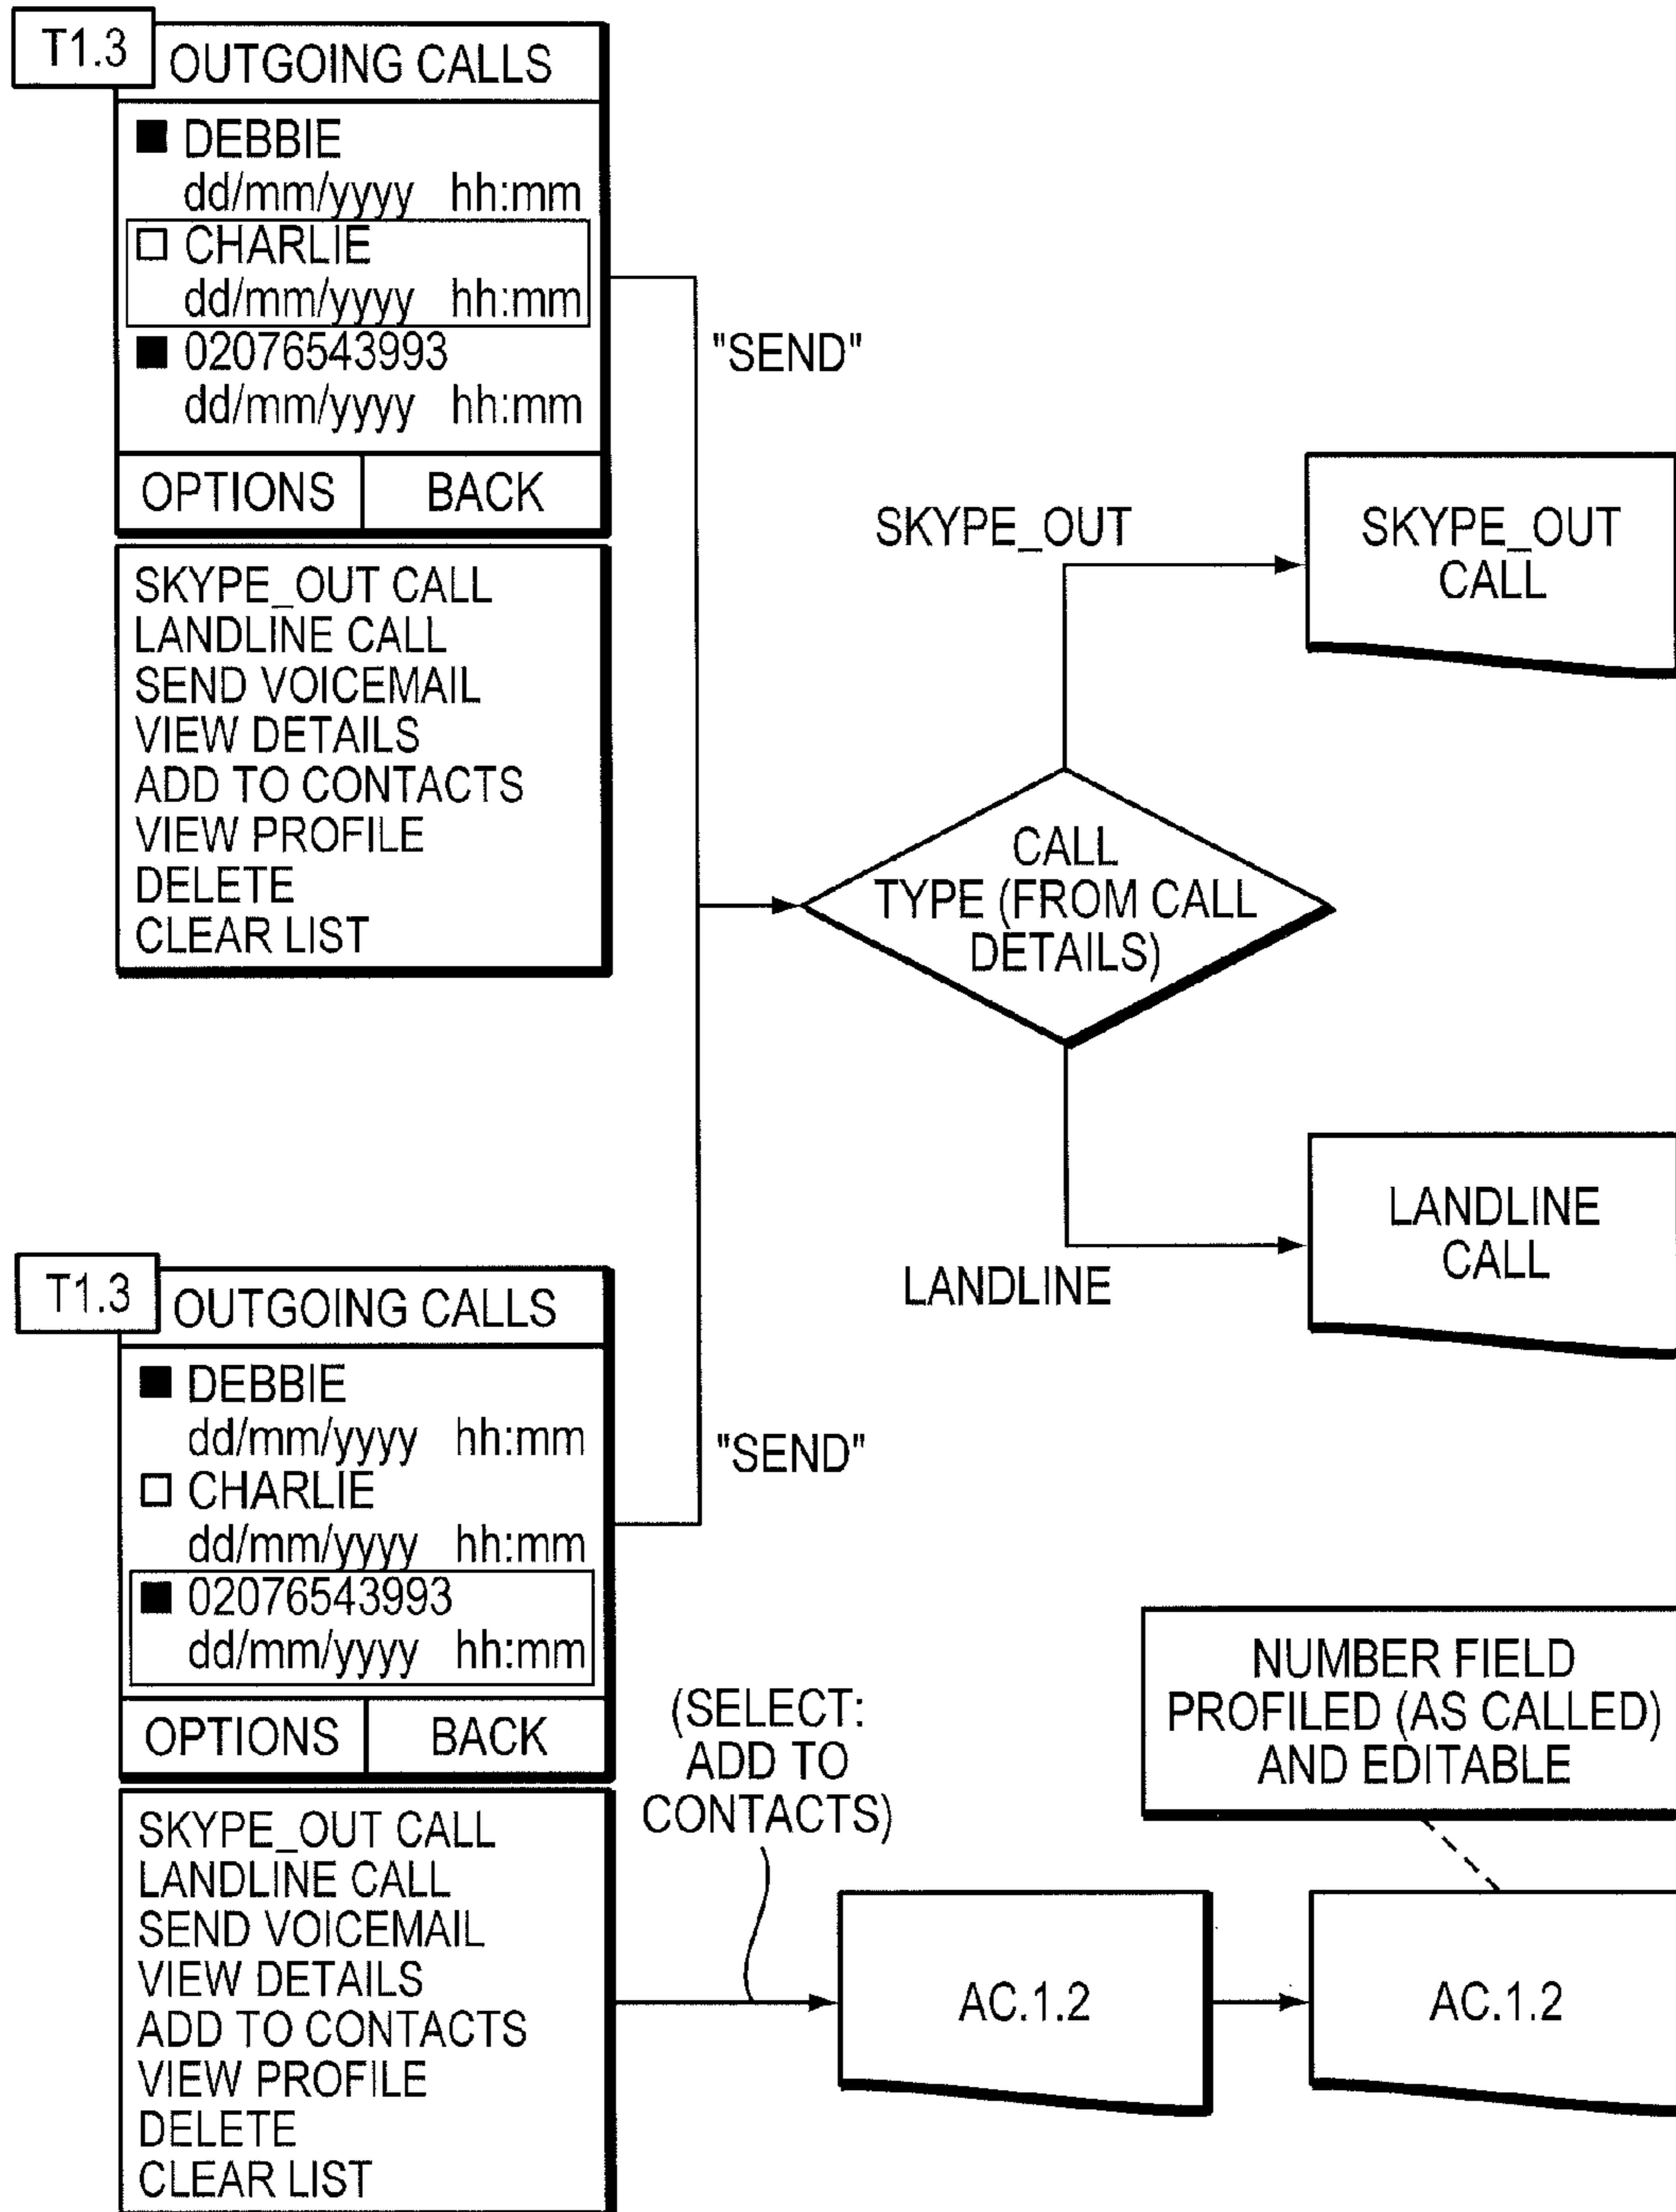 T1.3
OUTGOING CALLS
■ DEBBIE
dd/mm/yyyy hh:mm
□ CHARLIE
dd/mm/yyyy hh:mm
■ 02076543993
dd/mm/yyyy hh:mm
OPTIONS BACK
SKYPE_OUT CALL
LANDLINE CALL
SEND VOICEMAIL
VIEW DETAILS
ADD TO CONTACTS
VIEW PROFILE
DELETE
CLEAR LIST
"SEND"
SKYPE_OUT
SKYPE_OUT
CALL
CALL
TYPE (FROM CALL
DETAILS)
LANDLINE
LANDLINE
CALL
T1.3
OUTGOING CALLS
■ DEBBIE
dd/mm/yyyy hh:mm
□ CHARLIE
dd/mm/yyyy hh:mm
■ 02076543993
dd/mm/yyyy hh:mm
OPTIONS BACK
"SEND"
SKYPE_OUT CALL
LANDLINE CALL
SEND VOICEMAIL
VIEW DETAILS
ADD TO CONTACTS
VIEW PROFILE
DELETE
CLEAR LIST
(SELECT:
ADD TO
CONTACTS)
AC.1.2
NUMBER FIELD
PROFILED (AS CALLED)
AND EDITABLE
AC.1.2